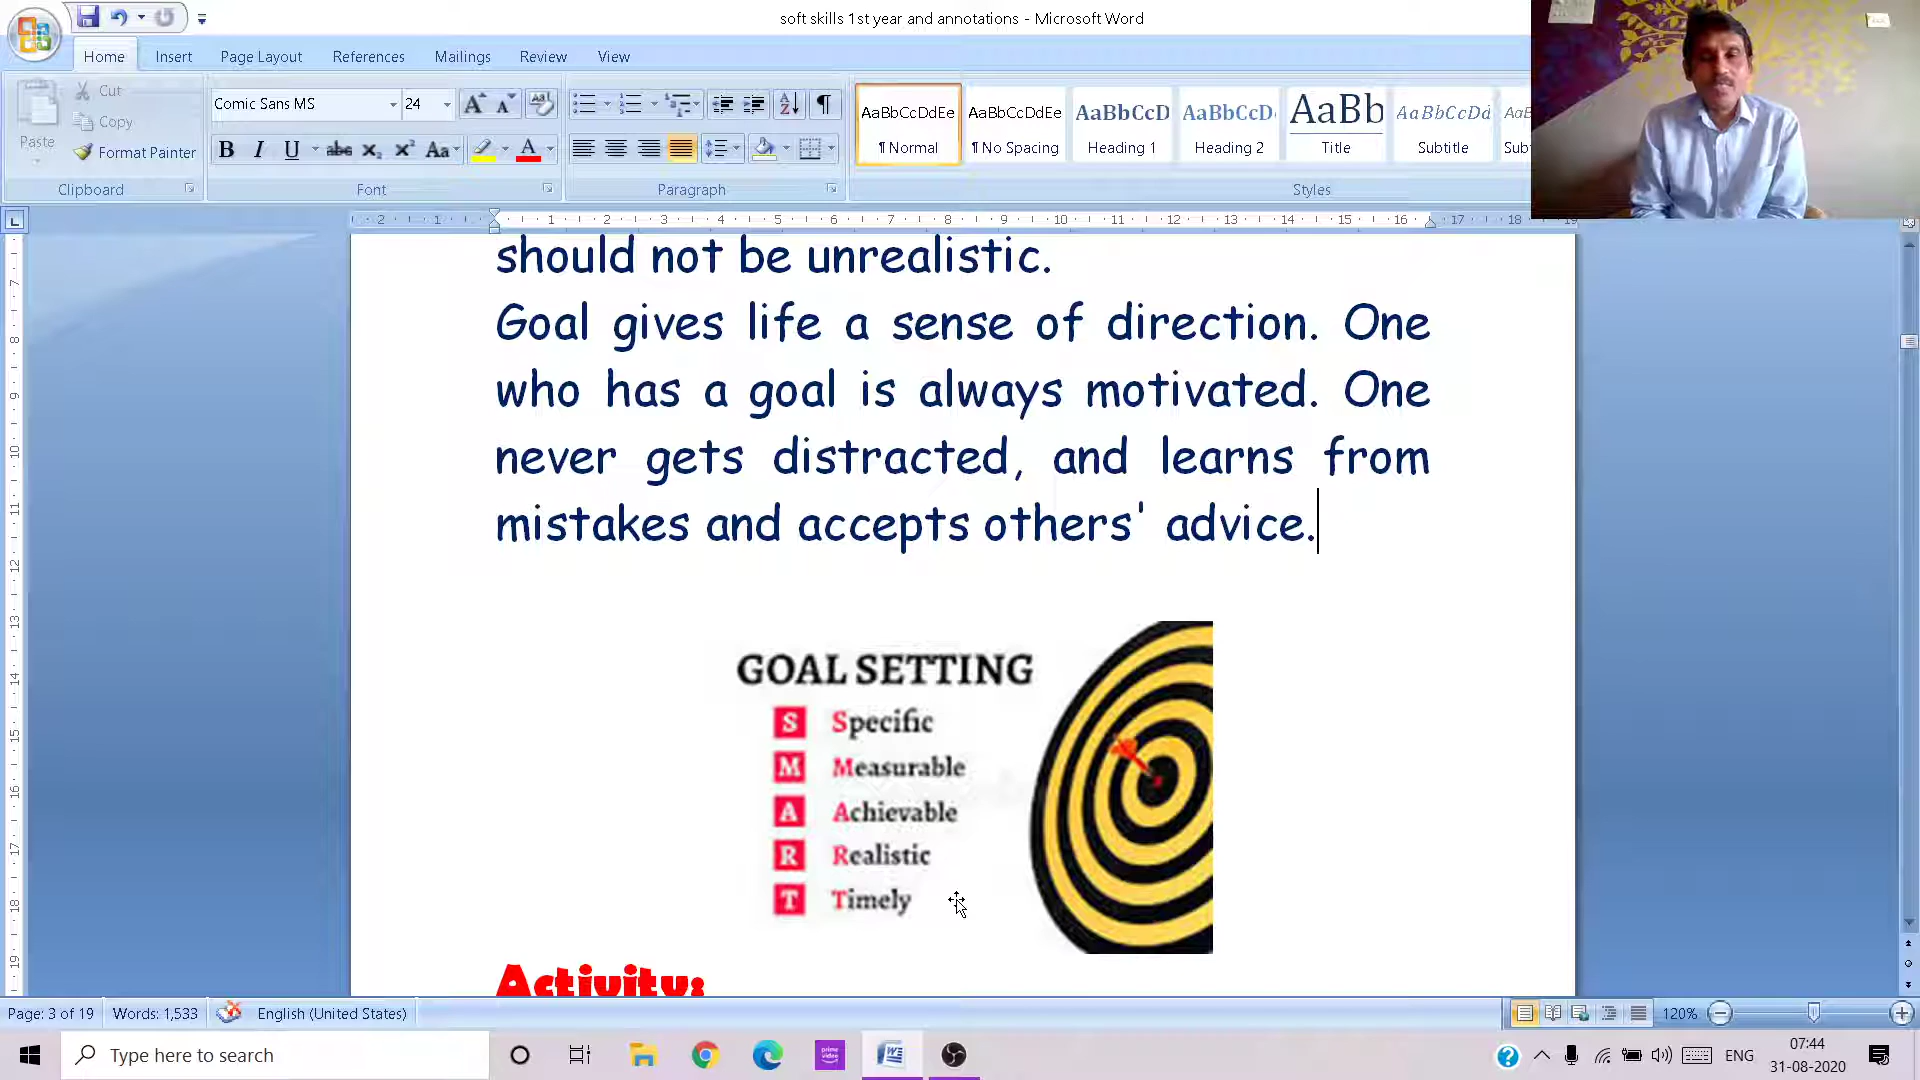 soft skills 1st year and annotations - Microsoft Word
Home Insert Page Layout References Mailings Review View
Paste
Cut
Copy
Format Painter
Clipboard
Comic Sans MS 24
Font
Paragraph
AaBbCcDdEe AaBbCcDdEe AaBbCcD AaBbCcD AaBb AaBbCcDd
¶ Normal ¶ No Spacing Heading 1 Heading 2 Title Subtitle
Styles
should not be unrealistic.
Goal gives life a sense of direction. One
who has a goal is always motivated. One
never gets distracted, and learns from
mistakes and accepts others' advice.
GOAL SETTING
S Specific
M Measurable
A Achievable
R Realistic
T Timely
Activity:
Page: 3 of 19 Words: 1,533 English (United States) 120%
Type here to search
prime video
ENG
07:44
31-08-2020